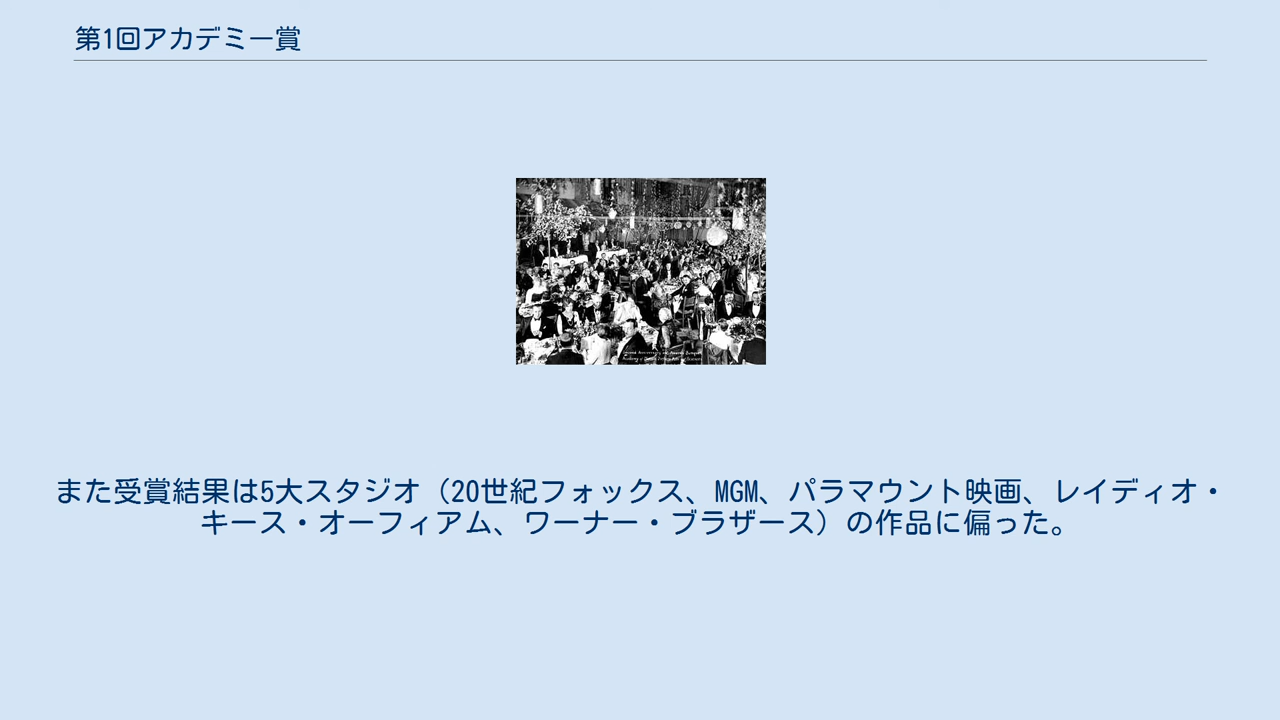 第1回アカデミー賞
また受賞結果は5大スタジオ（20世紀フォックス、MGM、パラマウント映画、レイディオ・
キース・オーフィアム、ワーナー・ブラザース）の作品に偏った。